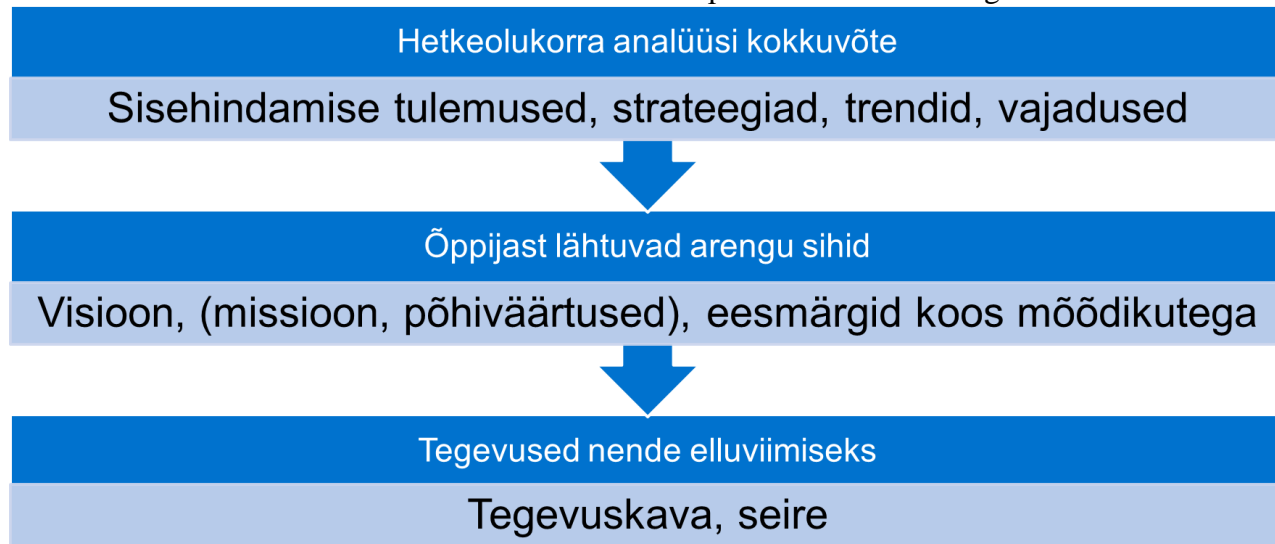 Hetkeolukorra analüüsi kokkuvõte
Sisehindamise tulemused, strateegiad, trendid, vajadused
Õppijast lähtuvad arengu sihid
Visioon, (missioon, põhiväärtused), eesmärgid koos mõõdikutega
Tegevused nende elluviimiseks
Tegevuskava, seire